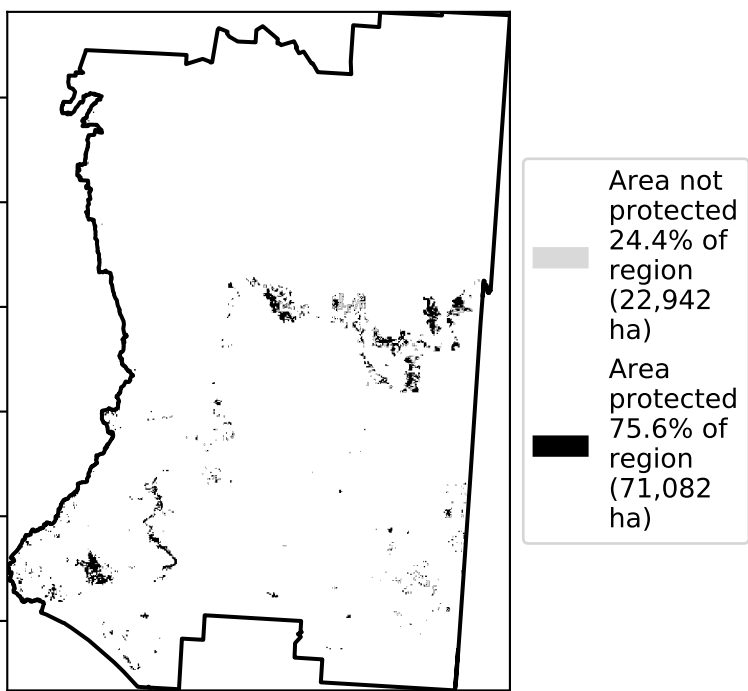 Area not
protected
24.4% of
region
(22,942
ha)
Area
protected
75.6% of
region
(71,082
ha)